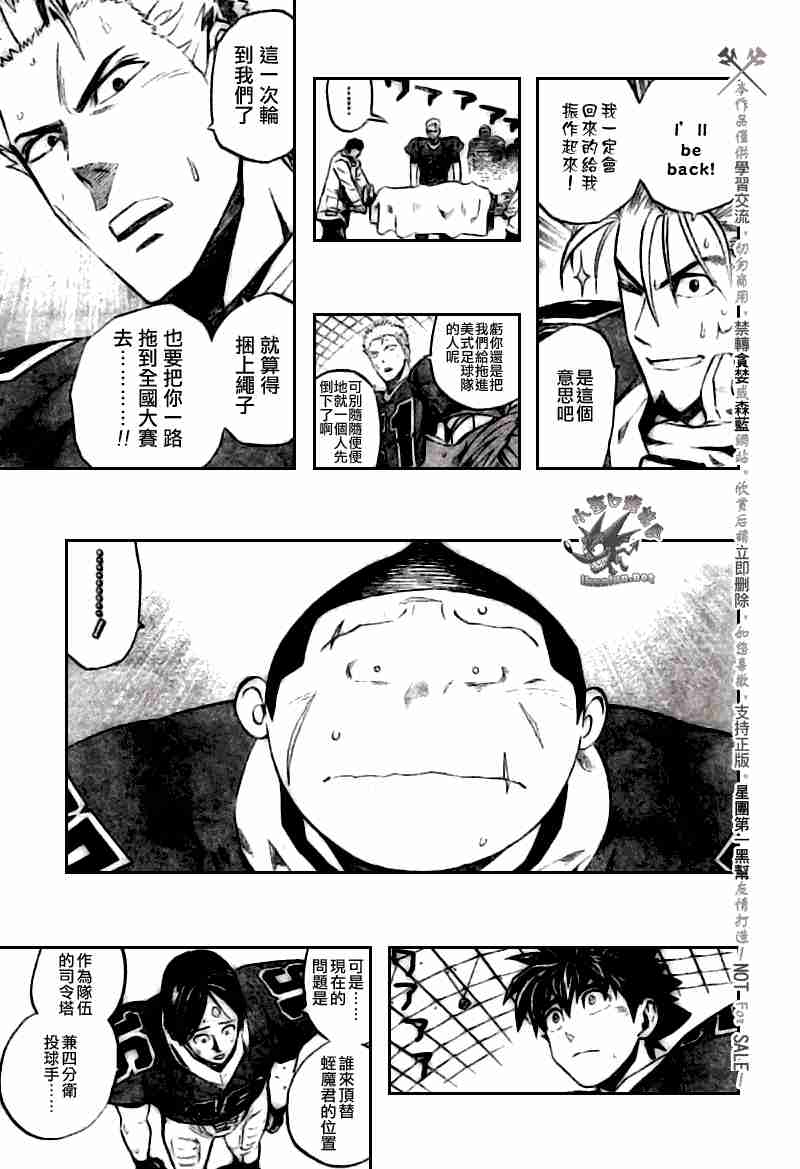 I'll
be
back!
我一定會
回來的給我
振作起來！
是這個
意思吧
……
ウァァァァァ
虧你還是把
我們給拖進
美式足球隊
的人呢
可別隨隨便便
地就一個人先
倒下了啊
這一次輪
到我們了
就算得
捆上繩子
也要把你一路
拖到全國大賽
去…………!!
可是……
現在的
問題是
誰來頂替
蛭魔君的位置
作為隊伍
的司令塔
兼四分衛
投球手……
本作品僅供學習交流，切勿商用，禁轉貪婪或森藍網站。欣賞后請立即刪除，如您喜歡，支持正版。星團第一黑幫友情打造！NOT For SALE！